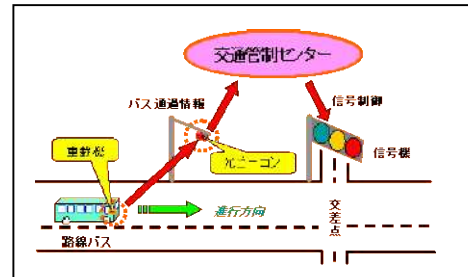 交通管制センター
バス通過情報
信号制御
車載機
光ビーコン
信号機
進行方向
交差点
路線バス